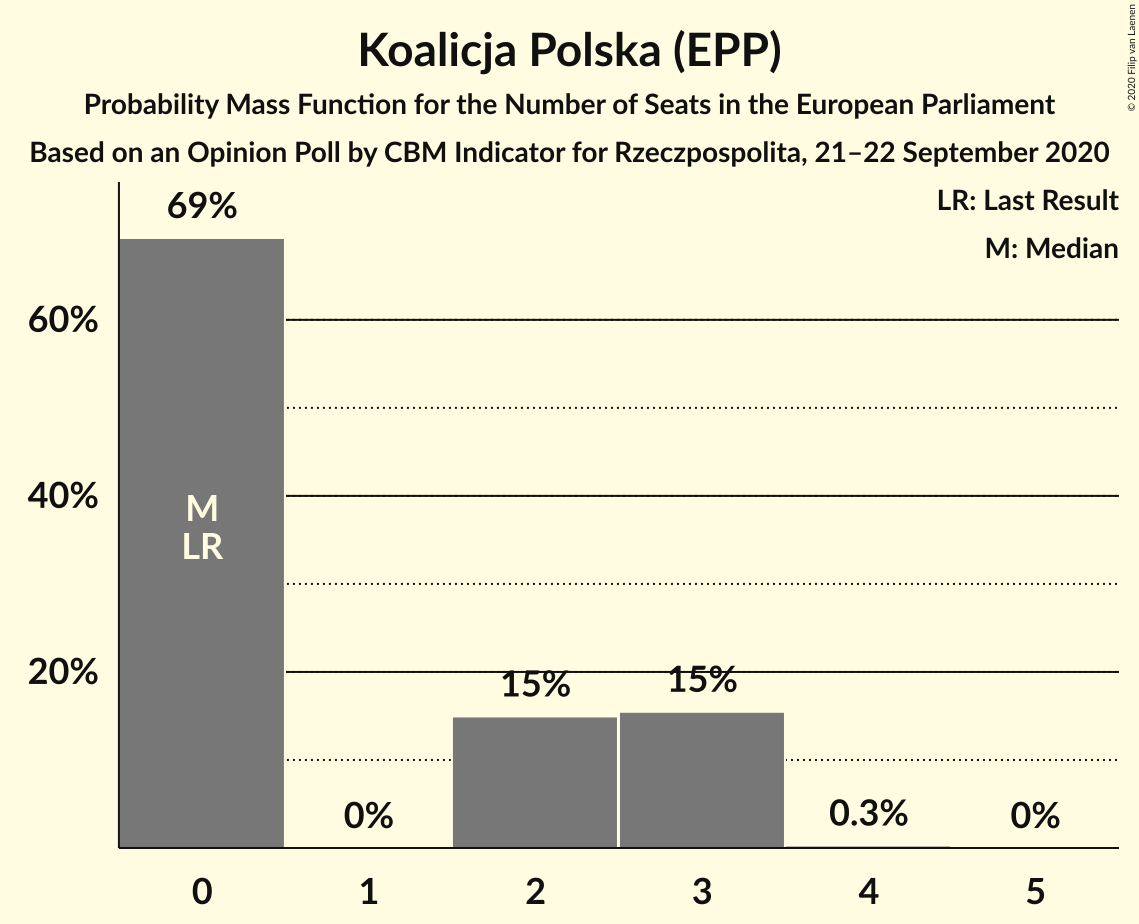 Koalicja Polska (EPP)
Probability Mass Function for the Number of Seats in the European Parliament
Based on an Opinion Poll by CBM Indicator for Rzeczpospolita, 21–22 September 2020
© 2020 Filip van Laenen
LR: Last Result
M: Median
69%
60%
40%
M
LR
20%
15%
15%
0%
0.3%
0%
0
1
2
3
4
5